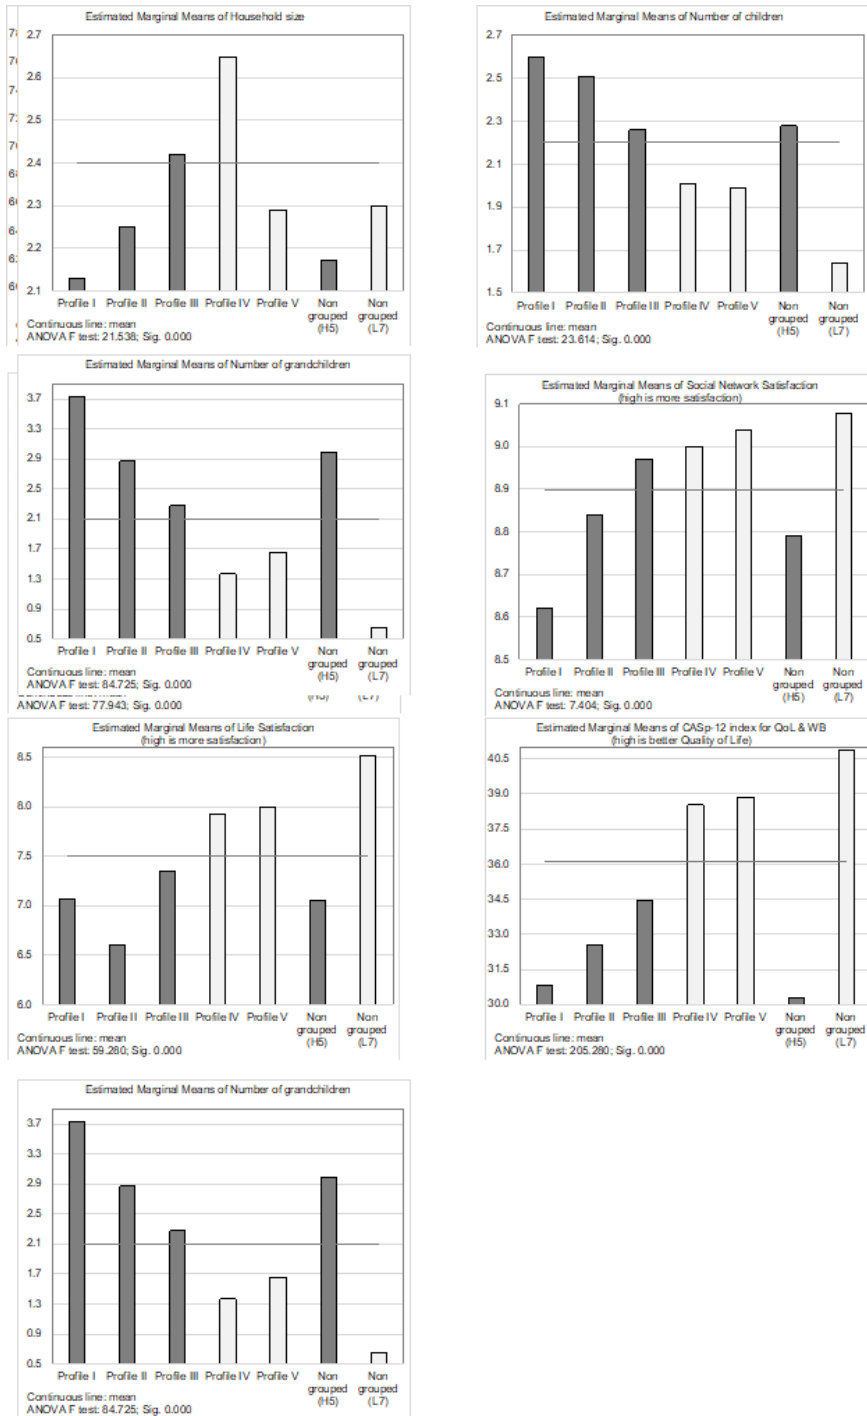 Estimated Marginal Means of Household size
2.7
2.6
2.5
2.4
2.3
2.2
2.1
Profile I Profile II Profile III Profile IV Profile V Non grouped (H5) Non grouped (L7)
Continuous line: mean
ANOVA F test: 21.538; Sig. 0.000
Estimated Marginal Means of Number of children
2.7
2.5
2.3
2.1
1.9
1.7
1.5
Profile I Profile II Profile III Profile IV Profile V Non grouped (H5) Non grouped (L7)
Continuous line: mean
ANOVA F test: 23.614; Sig. 0.000
Estimated Marginal Means of Number of grandchildren
3.7
3.3
2.9
2.5
2.1
1.7
1.3
0.9
0.5
Profile I Profile II Profile III Profile IV Profile V Non grouped (H5) Non grouped (L7)
Continuous line: mean
ANOVA F test: 84.725; Sig. 0.000
ANOVA F test: 77.943; Sig. 0.000
Estimated Marginal Means of Social Network Satisfaction
(high is more satisfaction)
9.1
9.0
8.9
8.8
8.6
8.5
Profile I Profile II Profile III Profile IV Profile V Non grouped (H5) Non grouped (L7)
Continuous line: mean
ANOVA F test: 7.404; Sig. 0.000
Estimated Marginal Means of Life Satisfaction
(high is more satisfaction)
8.5
8.0
7.5
7.0
6.5
6.0
Profile I Profile II Profile III Profile IV Profile V Non grouped (H5) Non grouped (L7)
Continuous line: mean
ANOVA F test: 59.280; Sig. 0.000
Estimated Marginal Means of CASp-12 index for QoL & WB
(high is better Quality of Life)
40.5
39.0
37.5
36.0
34.5
33.0
31.5
30.0
Profile I Profile II Profile III Profile IV Profile V Non grouped (H5) Non grouped (L7)
Continuous line: mean
ANOVA F test: 205.280; Sig. 0.000
Estimated Marginal Means of Number of grandchildren
3.7
3.3
2.9
2.5
2.1
1.7
1.3
0.9
0.5
Profile I Profile II Profile III Profile IV Profile V Non grouped (H5) Non grouped (L7)
Continuous line: mean
ANOVA F test: 84.725; Sig. 0.000